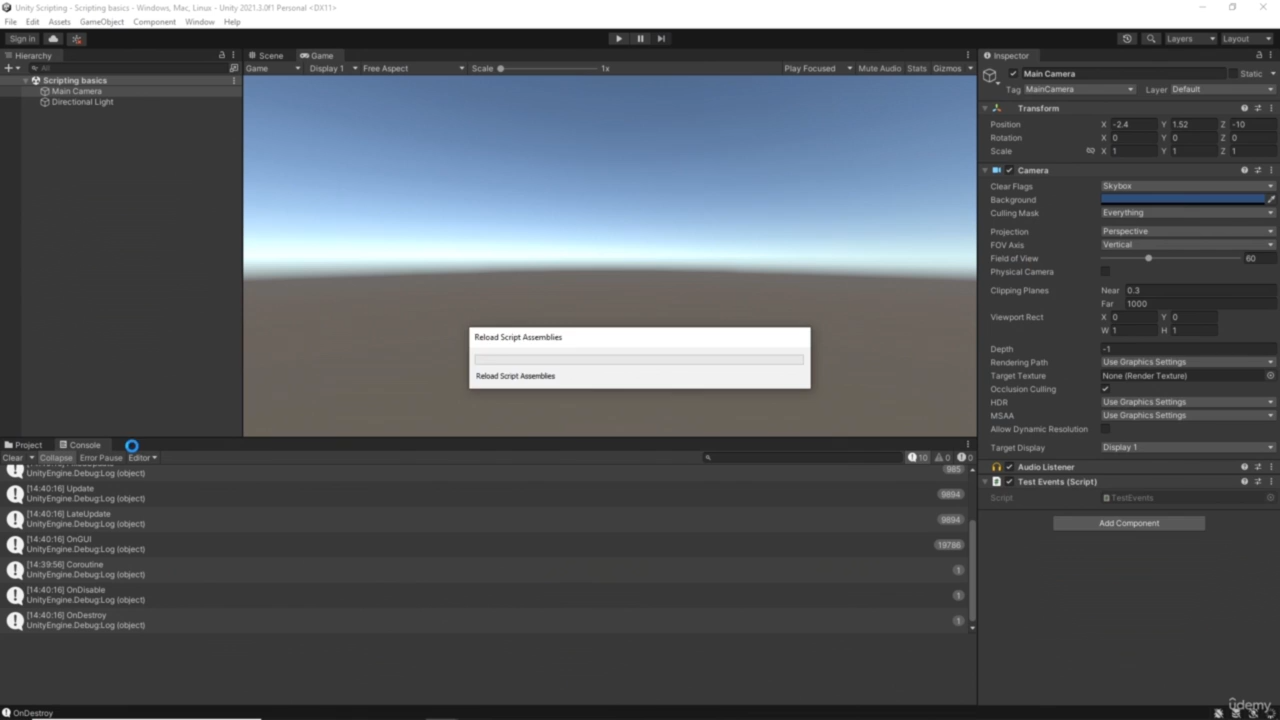 Unity Scripting - Scripting basics - Windows, Mac, Linux - Unity 2021.3.0f1 Personal <DX11>
File Edit Assets GameObject Component Window Help
Sign in
Layers Layout
Hierarchy
All
Scripting basics
Main Camera
Directional Light
Scene Game
Game Display 1 Free Aspect Scale 1x Play Focused Mute Audio Stats Gizmos
Reload Script Assemblies
Reload Script Assemblies
Inspector
Main Camera Static
Tag MainCamera Layer Default
Transform
Position X -2.4 Y 1.52 Z -10
Rotation X 0 Y 0 Z 0
Scale X 1 Y 1 Z 1
Camera
Clear Flags Skybox
Background
Culling Mask Everything
Projection Perspective
FOV Axis Vertical
Field of View 60
Physical Camera
Clipping Planes Near 0.3
Far 1000
Viewport Rect X 0 Y 0
W 1 H 1
Depth -1
Rendering Path Use Graphics Settings
Target Texture None (Render Texture)
Occlusion Culling
HDR Use Graphics Settings
MSAA Use Graphics Settings
Allow Dynamic Resolution
Target Display Display 1
Audio Listener
Test Events (Script)
Script TestEvents
Add Component
Project Console
Clear Collapse Error Pause Editor 10 0 0
UnityEngine.Debug:Log (object) 985
[14:40:16] Update
UnityEngine.Debug:Log (object) 9894
[14:40:16] LateUpdate
UnityEngine.Debug:Log (object) 9894
[14:40:16] OnGUI
UnityEngine.Debug:Log (object) 19786
[14:39:56] Coroutine
UnityEngine.Debug:Log (object) 1
[14:40:16] OnDisable
UnityEngine.Debug:Log (object) 1
[14:40:16] OnDestroy
UnityEngine.Debug:Log (object) 1
OnDestroy
udemy